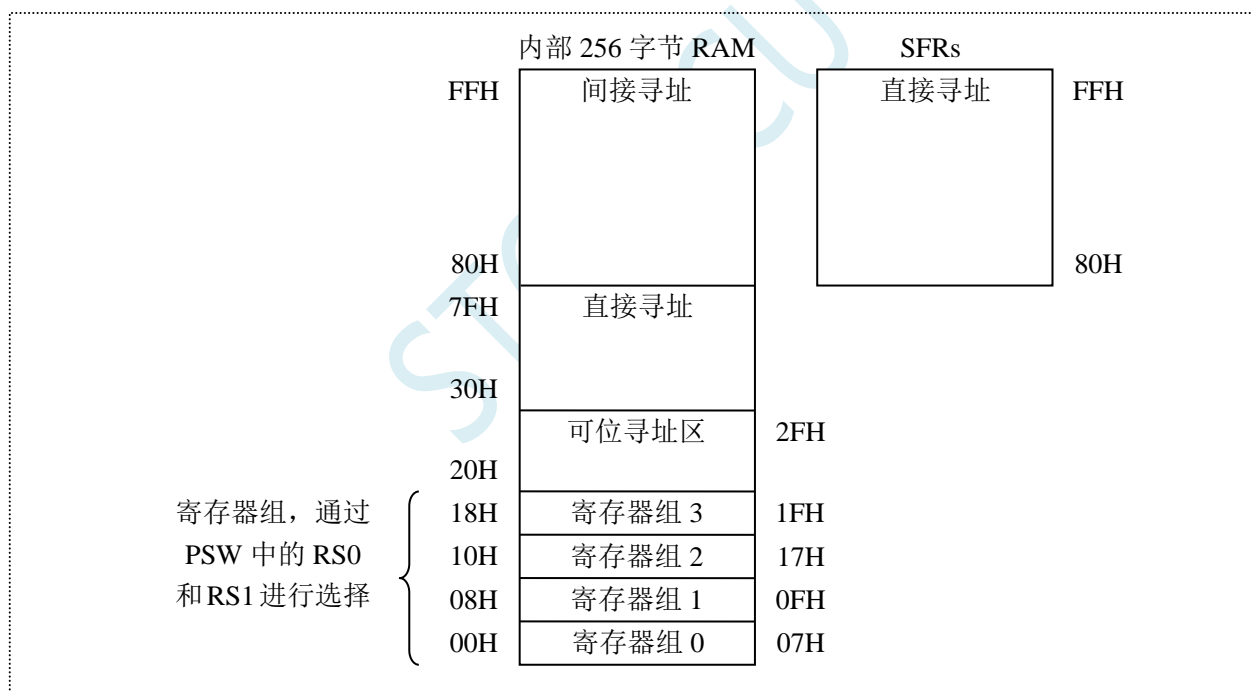 内部 256 字节 RAM SFRs
FFH 间接寻址 直接寻址 FFH
80H 80H
7FH 直接寻址
30H
可位寻址区 2FH
20H
寄存器组，通过 18H 寄存器组 3 1FH
PSW 中的 RS0 10H 寄存器组 2 17H
和RS1进行选择 08H 寄存器组 1 0FH
00H 寄存器组 0 07H